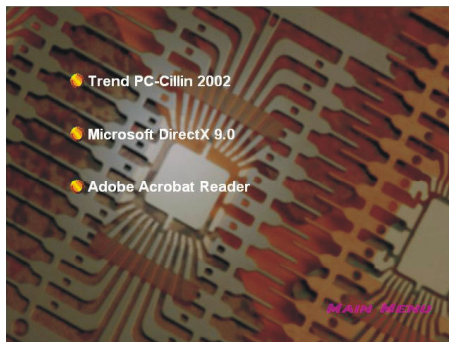 Trend PC-Cillin 2002
Microsoft DirectX 9.0
Adobe Acrobat Reader
MAIN MENU